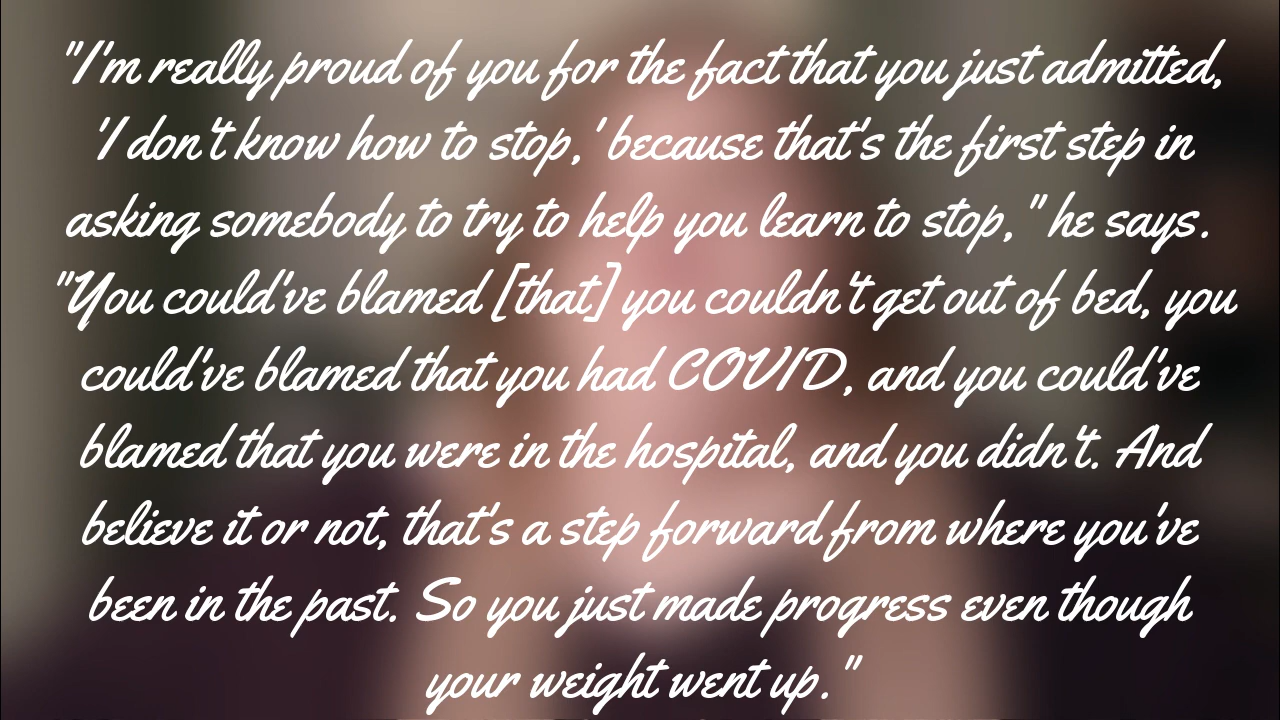 "I'm really proud of you for the fact that you just admitted,
'I don't know how to stop,' because that's the first step in
asking somebody to try to help you learn to stop," he says.
"You could've blamed [that] you couldn't get out of bed, you
could've blamed that you had COVID, and you could've
blamed that you were in the hospital, and you didn't. And
believe it or not, that's a step forward from where you've
been in the past. So you just made progress even though
your weight went up."